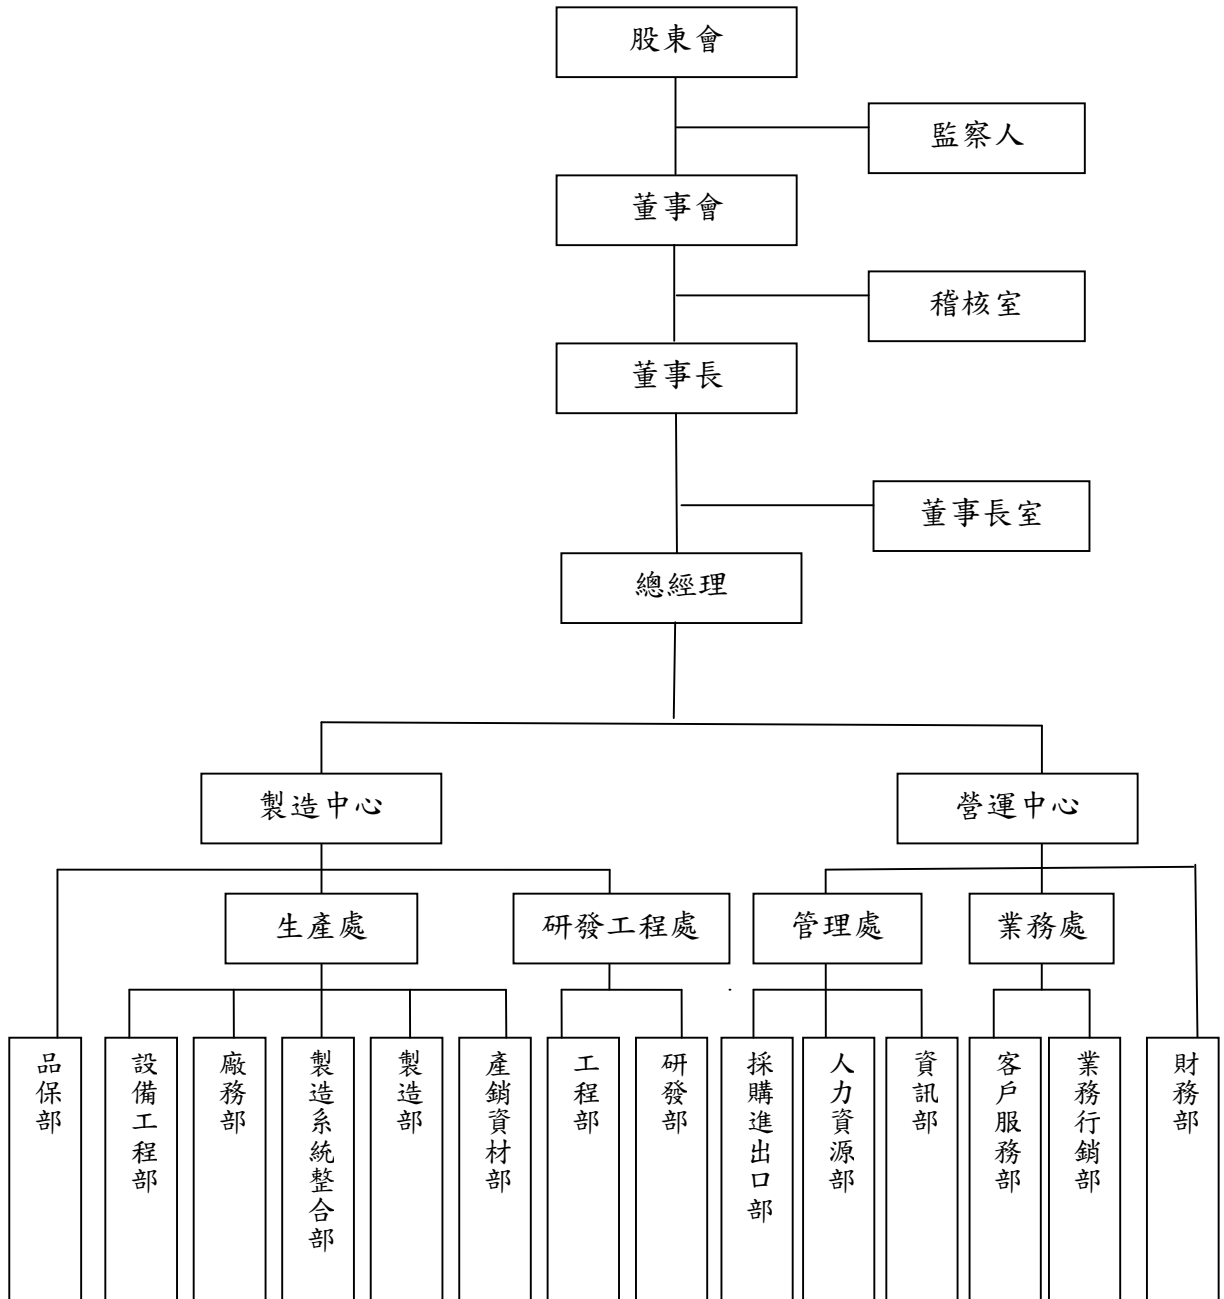 股東會
監察人
董事會
稽核室
董事長
董事長室
總經理
製造中心
營運中心
生產處
研發工程處
管理處
業務處
品保部
設備工程部
廠務部
製造系統整合部
製造部
產銷資材部
工程部
研發部
採購進出口部
人力資源部
資訊部
客戶服務部
業務行銷部
財務部